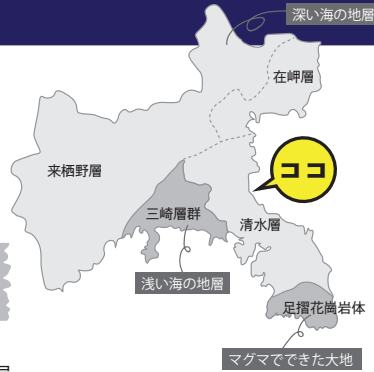 深い海の地層
在岬層
ココ
来栖野層
三崎層群
清水層
浅い海の地層
足摺花崗岩体
マグマでできた大地